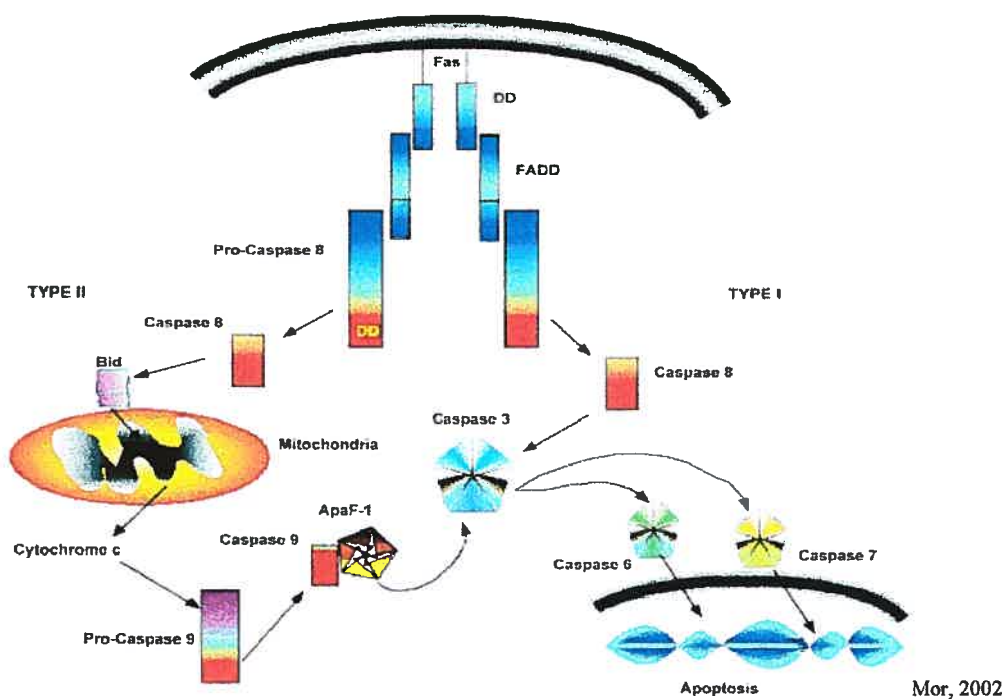 Fas
DD
FADD
Pro-Caspase 8
TYPE II
TYPE I
Caspase 8
DD
Bid
Caspase 8
Caspase 3
Mitochondria
ApaF-1
Caspase 9
Cytochrome c
Caspase 6
Caspase 7
Pro-Caspase 9
Apoptosis
Mor, 2002